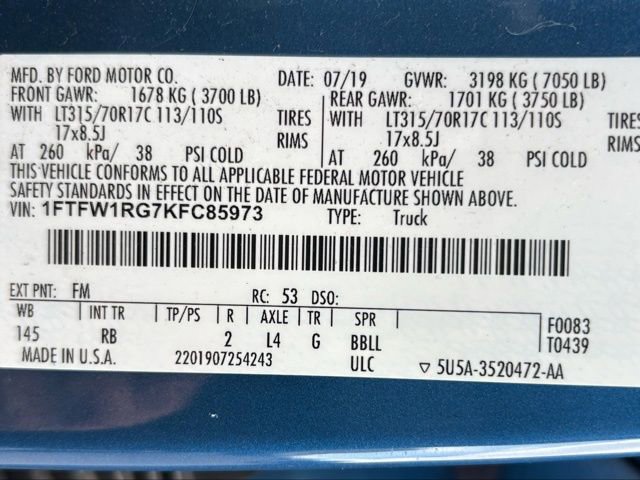 MFD. BY FORD MOTOR CO. DATE: 07/19 GVWR: 3198 KG ( 7050 LB)
FRONT GAWR: 1678 KG ( 3700 LB) REAR GAWR: 1701 KG ( 3750 LB)
WITH LT315/70R17C 113/110S TIRES WITH LT315/70R17C 113/110S TIRES
17x8.5J RIMS 17x8.5J RIMS
AT 260 kPa/ 38 PSI COLD AT 260 kPa/ 38 PSI COLD
THIS VEHICLE CONFORMS TO ALL APPLICABLE FEDERAL MOTOR VEHICLE
SAFETY STANDARDS IN EFFECT ON THE DATE OF MANUFACTURE SHOWN ABOVE.
VIN: 1FTFW1RG7KFC85973 TYPE: Truck
EXT PNT: FM RC: 53 DSO:
WB INT TR TP/PS R AXLE TR SPR
145 RB 2 L4 G BBLL
F0083
T0439
MADE IN U.S.A. 2201907254243 ULC ▽ 5U5A-3520472-AA